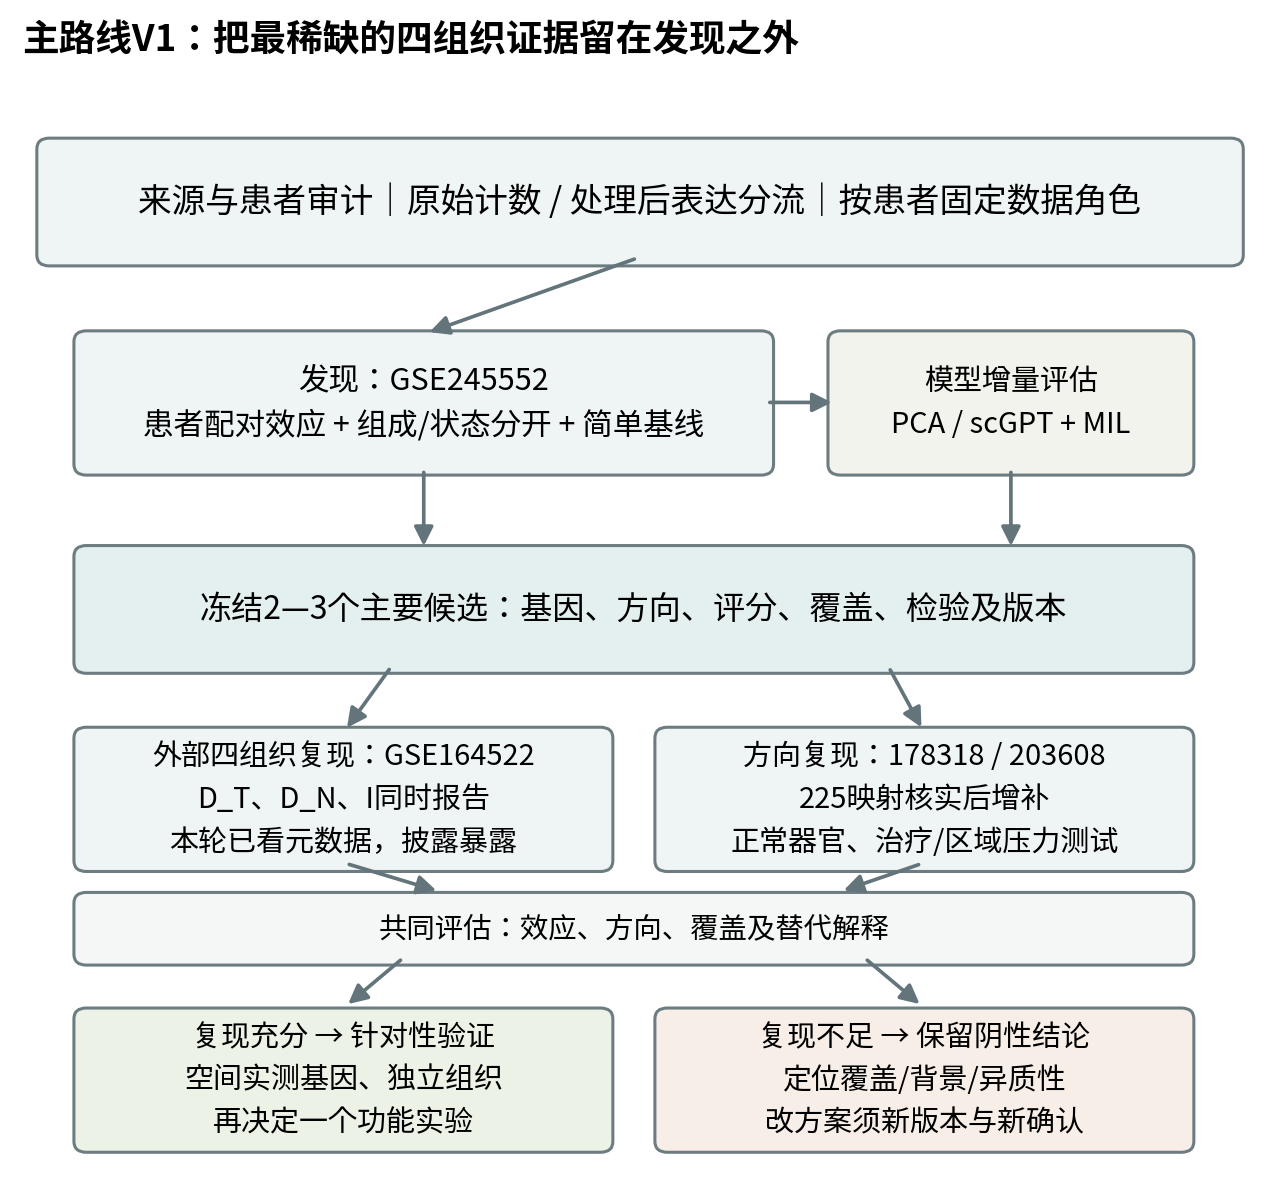 主路线V1：把最稀缺的四组织证据留在发现之外
来源与患者审计｜原始计数 / 处理后表达分流｜按患者固定数据角色
发现：GSE245552
患者配对效应 + 组成/状态分开 + 简单基线
模型增量评估
PCA / scGPT + MIL
冻结2—3个主要候选：基因、方向、评分、覆盖、检验及版本
外部四组织复现：GSE164522
D_T、D_N、I同时报告
本轮已看元数据，披露暴露
方向复现：178318 / 203608
225映射核实后增补
正常器官、治疗/区域压力测试
共同评估：效应、方向、覆盖及替代解释
复现充分 → 针对性验证
空间实测基因、独立组织
再决定一个功能实验
复现不足 → 保留阴性结论
定位覆盖/背景/异质性
改方案须新版本与新确认